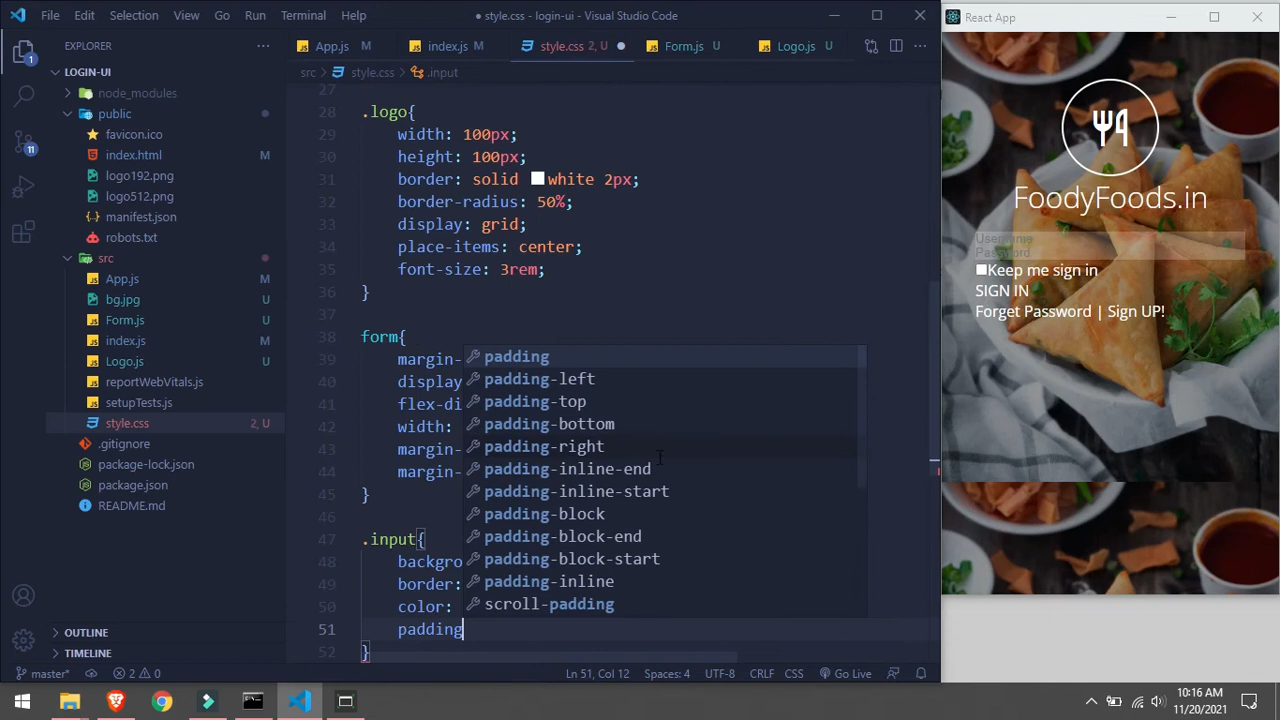 File Edit Selection View Go Run Terminal Help
● style.css - login-ui - Visual Studio Code
React App
EXPLORER
App.js M
index.js M
style.css 2, U
Form.js U
Logo.js U
LOGIN-UI
node_modules
public
favicon.ico
index.html M
logo192.png
logo512.png
manifest.json
robots.txt
src
App.js
bg.jpg U
Form.js U
index.js M
Logo.js U
reportWebVitals.js
setupTests.js
style.css 2, U
.gitignore
package-lock.json
package.json
README.md
OUTLINE
TIMELINE
1
11
src > style.css > .input
27
28 .logo{
29 width: 100px;
30 height: 100px;
31 border: solid white 2px;
32 border-radius: 50%;
33 display: grid;
34 place-items: center;
35 font-size: 3rem;
36 }
37
38 form{
39 margin-
40 display
41 flex-di
42 width:
43 margin-
44 margin-
45 }
46
47 .input{
48 backgro
49 border:
50 color:
51 padding
52 }
padding
padding-left
padding-top
padding-bottom
padding-right
padding-inline-end
padding-inline-start
padding-block
padding-block-end
padding-block-start
padding-inline
scroll-padding
FoodyFoods.in
Username
Password
Keep me sign in
SIGN IN
Forget Password | Sign UP!
master* 2 0 Ln 51, Col 12 Spaces: 4 UTF-8 CRLF CSS Go Live
10:16 AM
11/20/2021